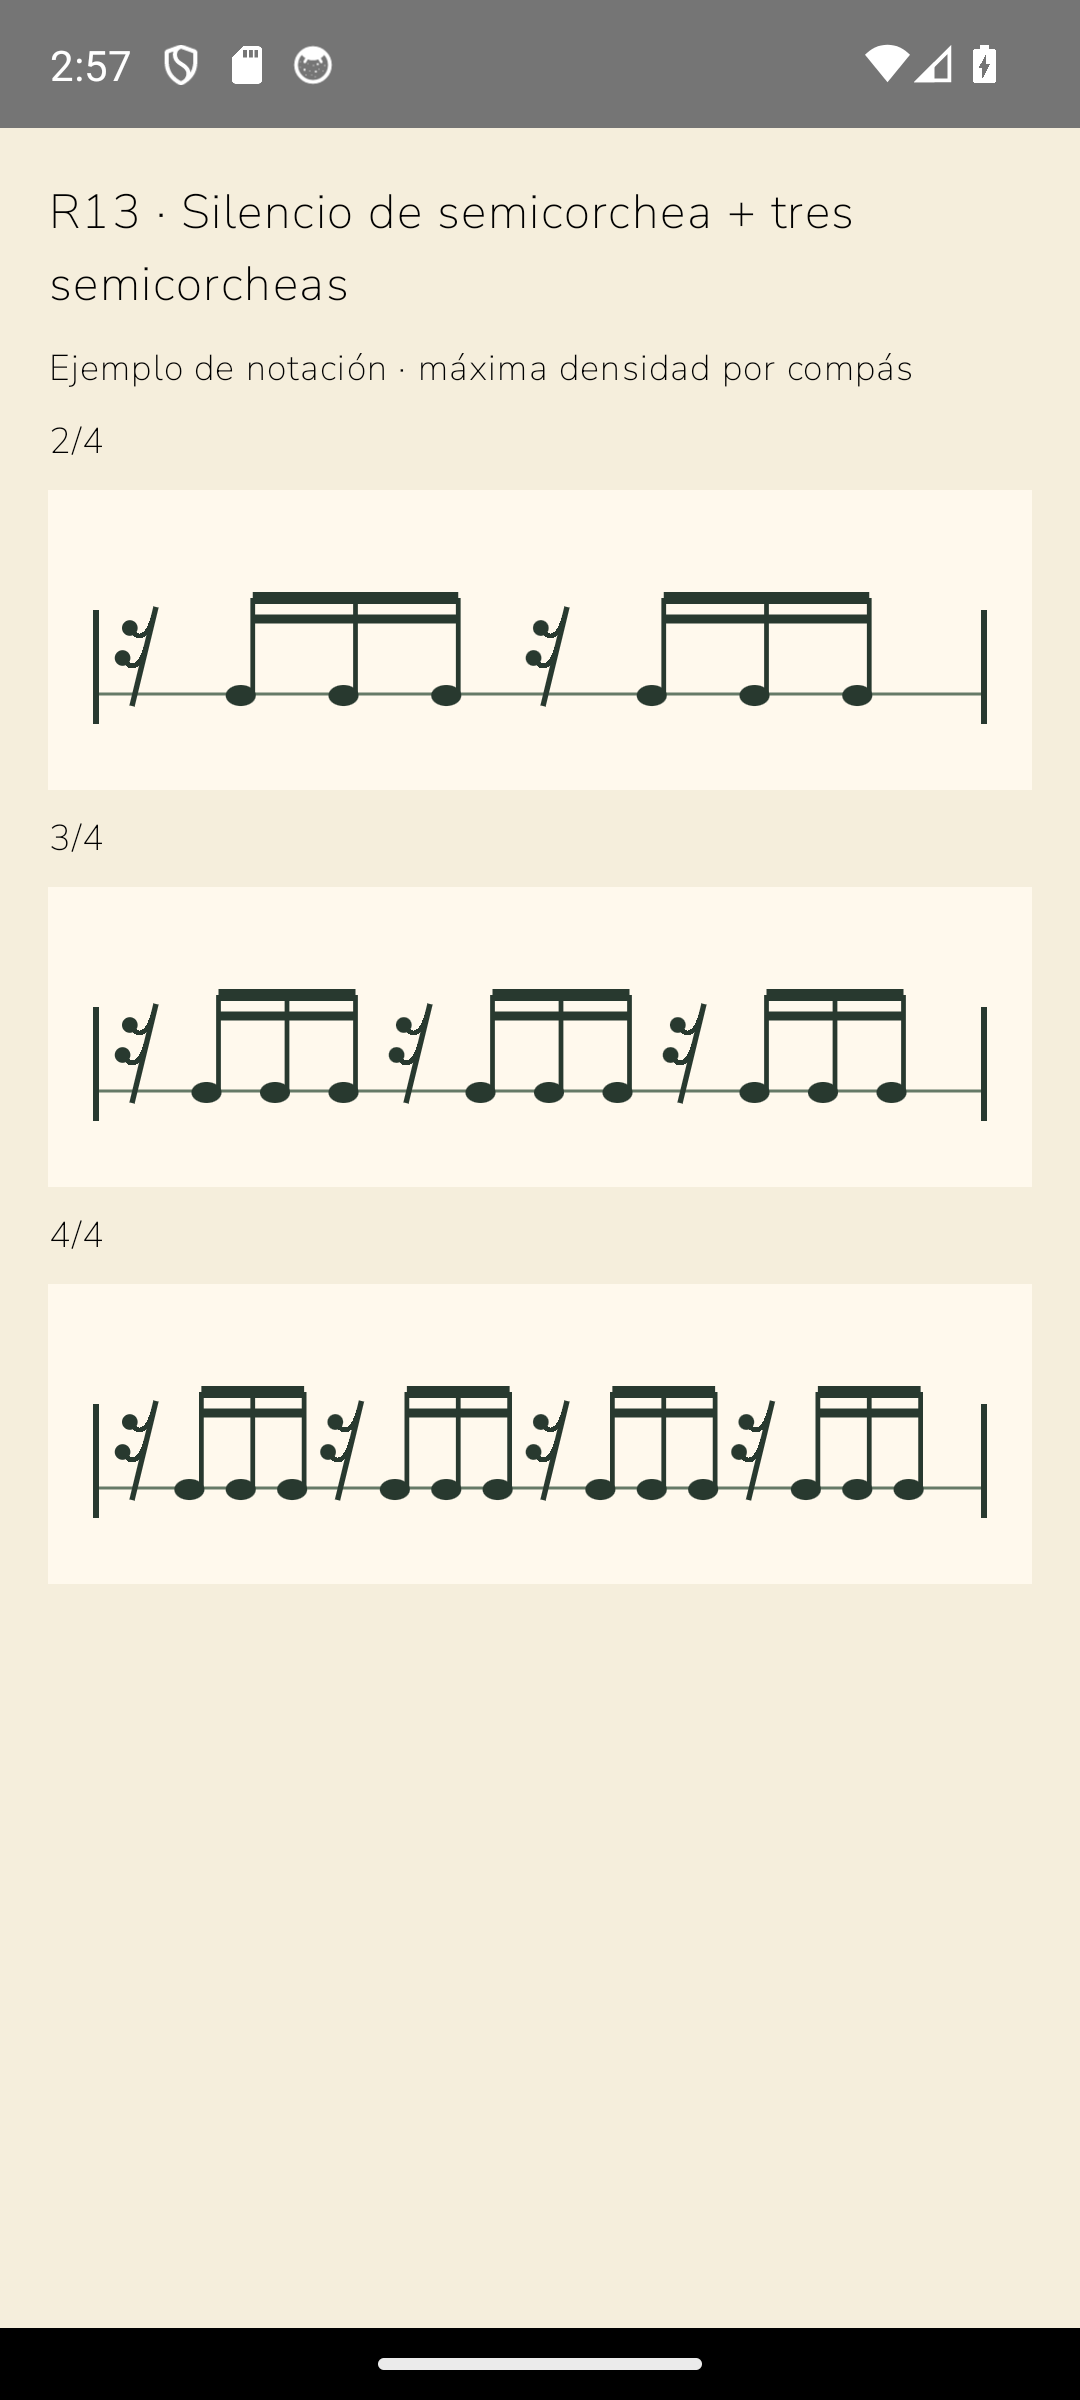 2:57
R13 · Silencio de semicorchea + tres
semicorcheas
Ejemplo de notación · máxima densidad por compás
2/4
3/4
4/4